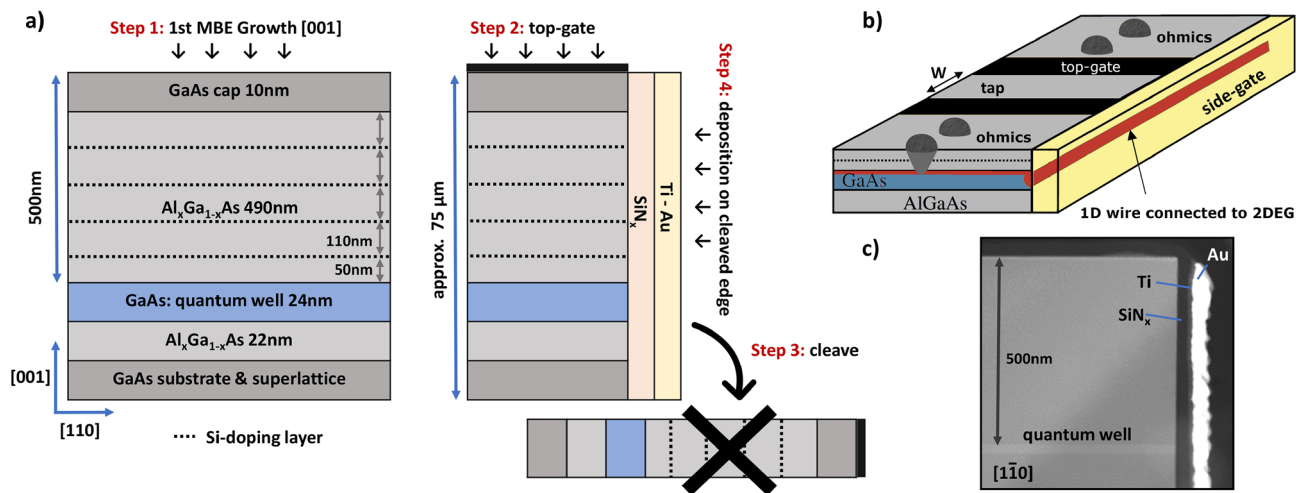 a)
Step 1: 1st MBE Growth [001]
GaAs cap 10nm
500nm
AlxGa1-xAs 490nm
110nm
50nm
GaAs: quantum well 24nm
AlxGa1-xAs 22nm
GaAs substrate & superlattice
[001]
[110]
Si-doping layer
Step 2: top-gate
approx. 75 µm
SiNx
Ti - Au
Step 4: deposition on cleaved edge
Step 3: cleave
b)
ohmics
top-gate
W
tap
side-gate
ohmics
GaAs
AlGaAs
1D wire connected to 2DEG
c)
Au
Ti
SiNx
500nm
quantum well
[11̄0]